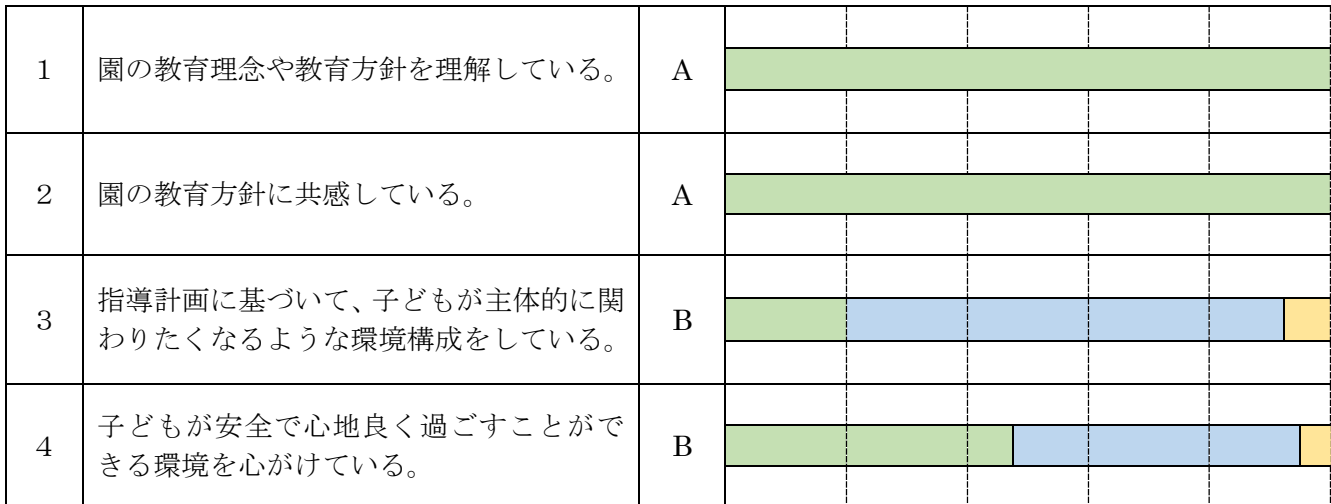 1 園の教育理念や教育方針を理解している。 A
2 園の教育方針に共感している。 A
3 指導計画に基づいて、子どもが主体的に関
わりたくなるような環境構成をしている。 B
4 子どもが安全で心地良く過ごすことがで
きる環境を心がけている。 B